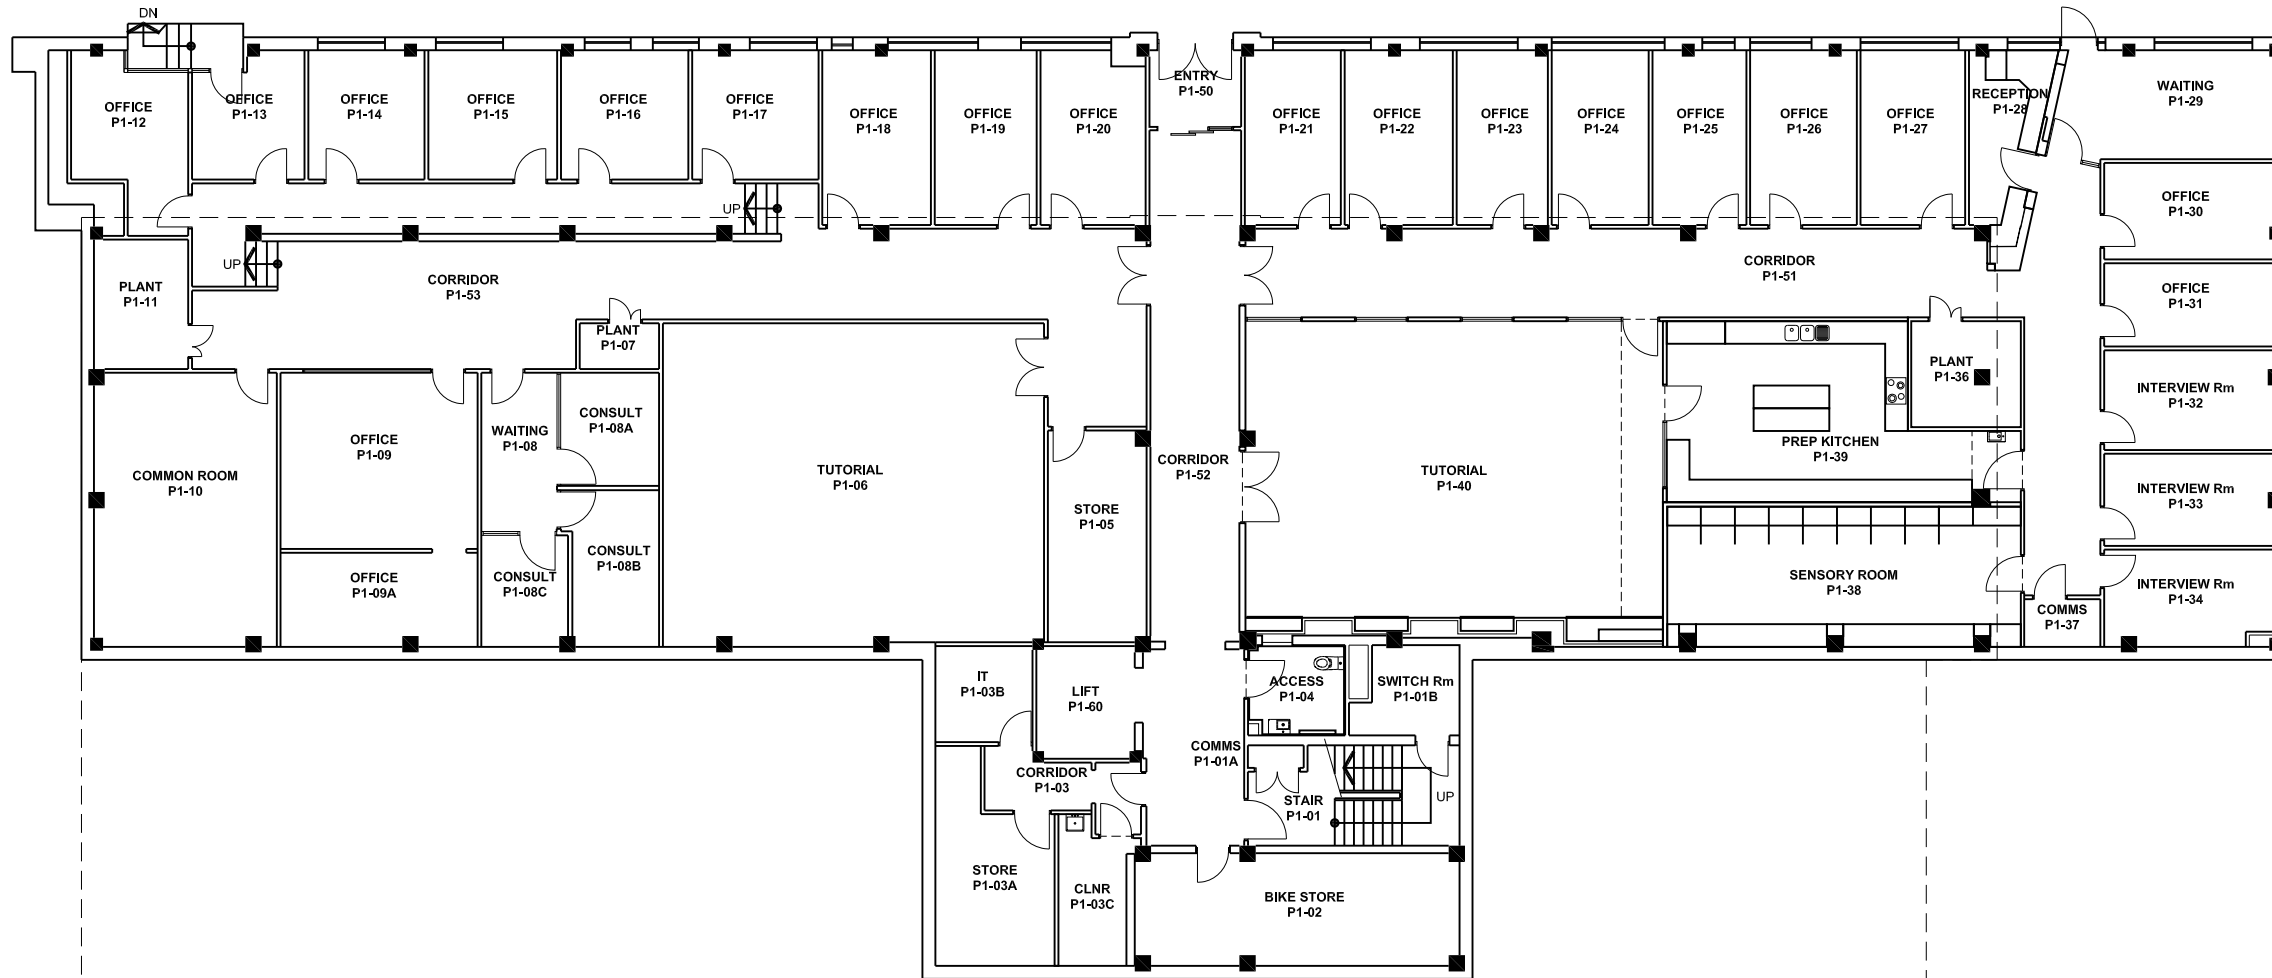 DN
ENTRY
P1-50
OFFICE
P1-12
OFFICE
P1-13
OFFICE
P1-14
OFFICE
P1-15
OFFICE
P1-16
OFFICE
P1-17
OFFICE
P1-18
OFFICE
P1-19
OFFICE
P1-20
OFFICE
P1-21
OFFICE
P1-22
OFFICE
P1-23
OFFICE
P1-24
OFFICE
P1-25
OFFICE
P1-26
OFFICE
P1-27
RECEPTION
P1-28
WAITING
P1-29
UP
OFFICE
P1-30
UP
PLANT
P1-11
CORRIDOR
P1-53
CORRIDOR
P1-51
OFFICE
P1-31
PLANT
P1-07
PLANT
P1-36
INTERVIEW Rm
P1-32
CONSULT
P1-08A
WAITING
P1-08
OFFICE
P1-09
COMMON ROOM
P1-10
TUTORIAL
P1-06
CORRIDOR
P1-52
TUTORIAL
P1-40
PREP KITCHEN
P1-39
INTERVIEW Rm
P1-33
STORE
P1-05
CONSULT
P1-08B
OFFICE
P1-09A
CONSULT
P1-08C
SENSORY ROOM
P1-38
INTERVIEW Rm
P1-34
COMMS
P1-37
IT
P1-03B
LIFT
P1-60
ACCESS
P1-04
SWITCH Rm
P1-01B
COMMS
P1-01A
CORRIDOR
P1-03
STAIR
P1-01
UP
STORE
P1-03A
CLNR
P1-03C
BIKE STORE
P1-02